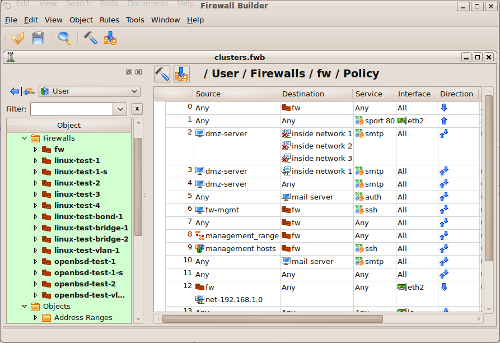 Firewall Builder
File Edit View Object Rules Tools Window Help
clusters.fwb
User
/ User / Firewalls / fw / Policy
Filter:
x
Object
Firewalls
fw
linux-test-1
linux-test-1-s
linux-test-2
linux-test-3
linux-test-4
linux-test-bond-1
linux-test-bridge-1
linux-test-bridge-2
linux-test-vlan-1
openbsd-test-1
openbsd-test-1-s
openbsd-test-2
openbsd-test-vl...
Objects
Address Ranges
Source Destination Service Interface Direction
0 Any fw Any All
1 Any Any sport 80 eth2
2 dmz-server inside network 1 smtp All
inside network 2
inside network 3
3 dmz-server inside network 1 smtp All
4 dmz-server Any smtp All
5 Any mail server auth All
6 fw-mgmt fw ssh All
7 Any fw Any All
8 management_range fw Any All
9 management hosts fw ssh All
10 Any mail server smtp All
11 Any Any Any All
12 fw Any Any eth2
net-192.168.1.0
13 Any Any Any lo